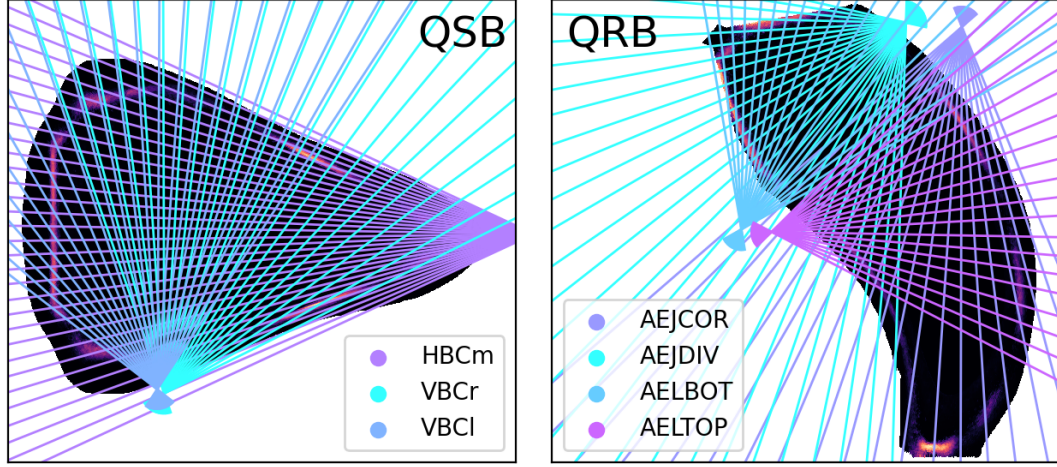 QSB
HBCm
VBCr
VBCl
QRB
AEJCOR
AEJDIV
AELBOT
AELTOP